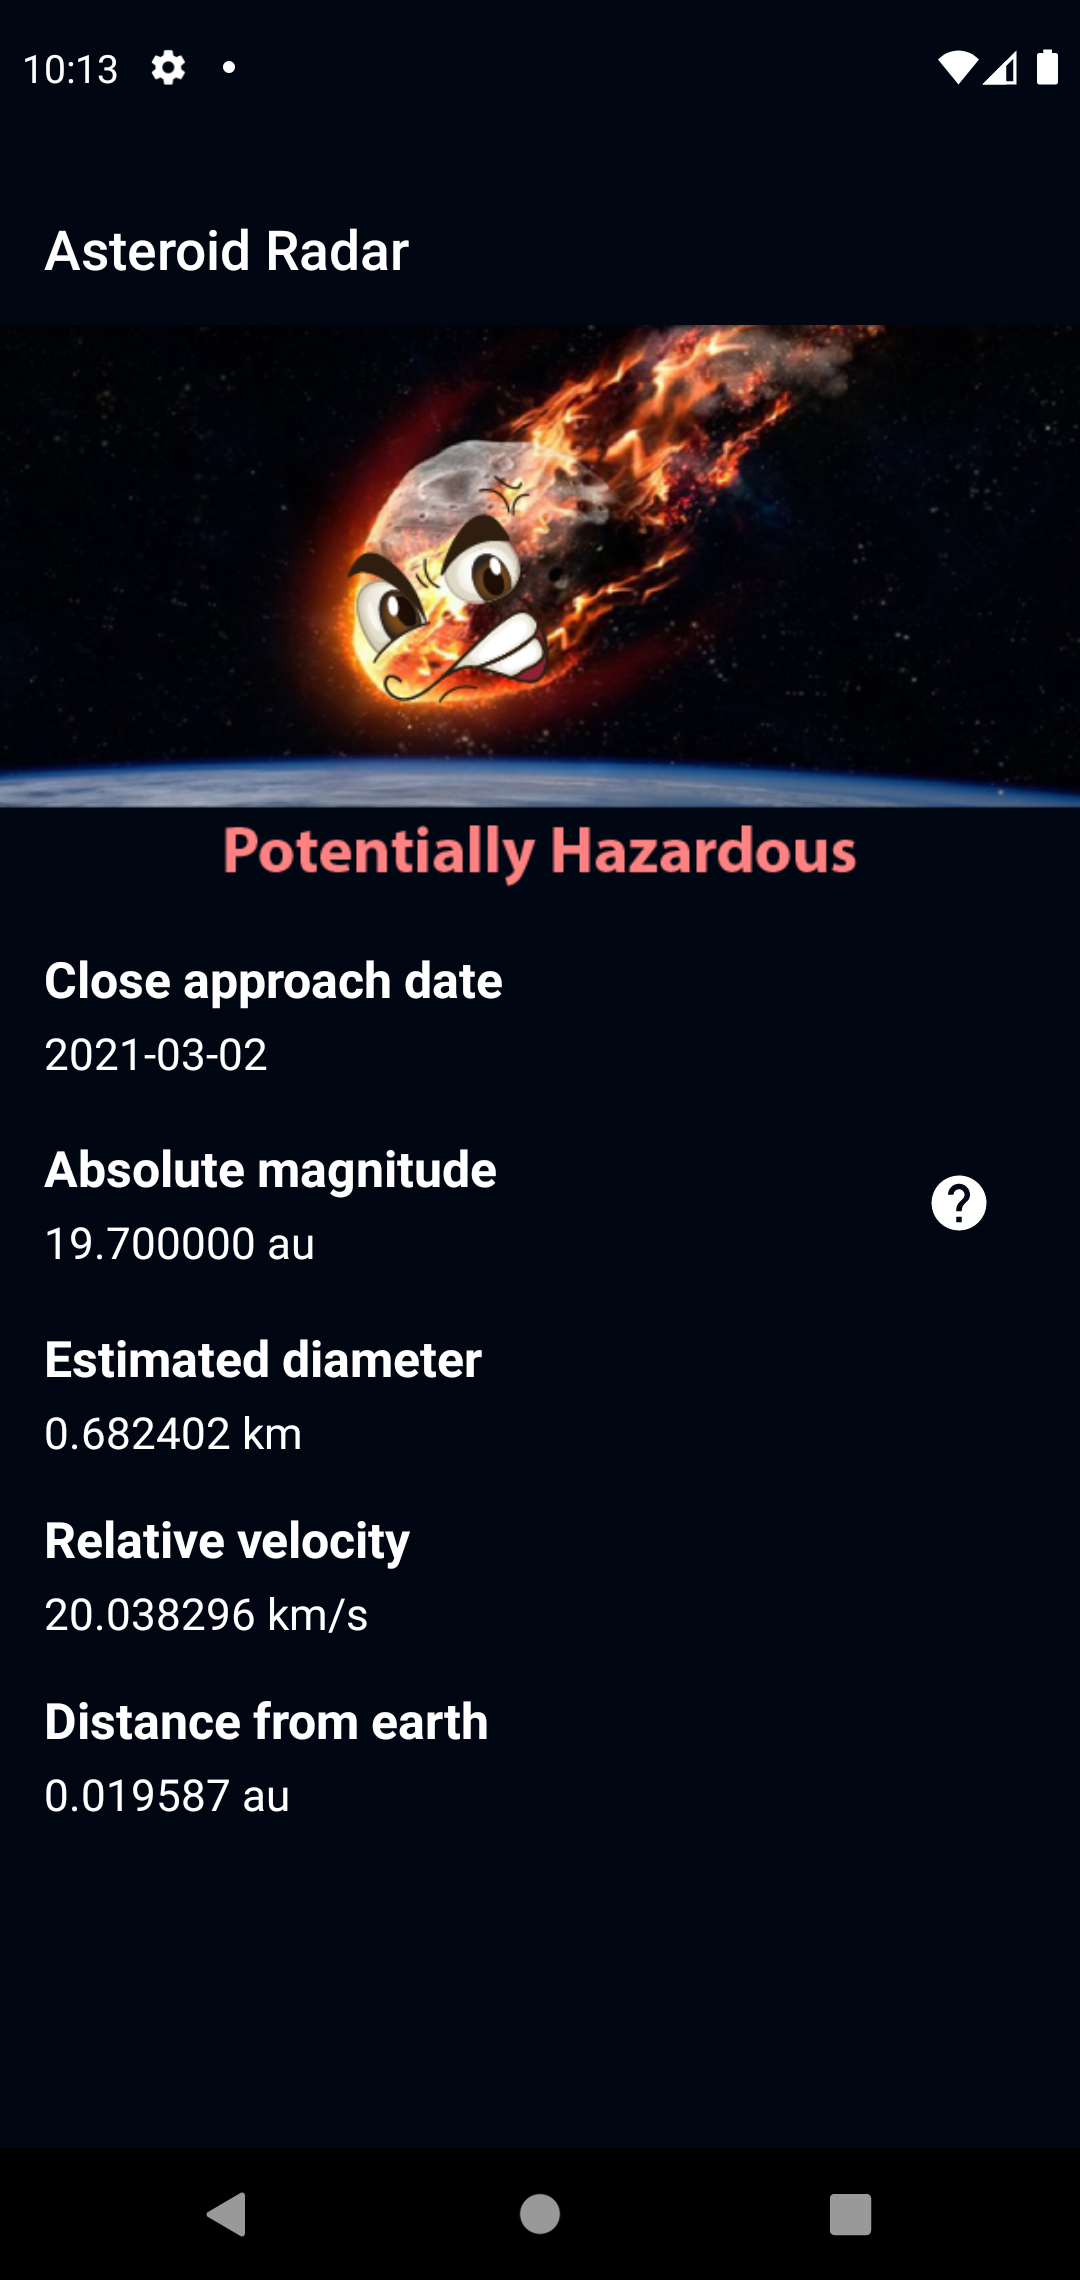 10:13
Asteroid Radar
Potentially Hazardous
Close approach date
2021-03-02
Absolute magnitude
19.700000 au
?
Estimated diameter
0.682402 km
Relative velocity
20.038296 km/s
Distance from earth
0.019587 au